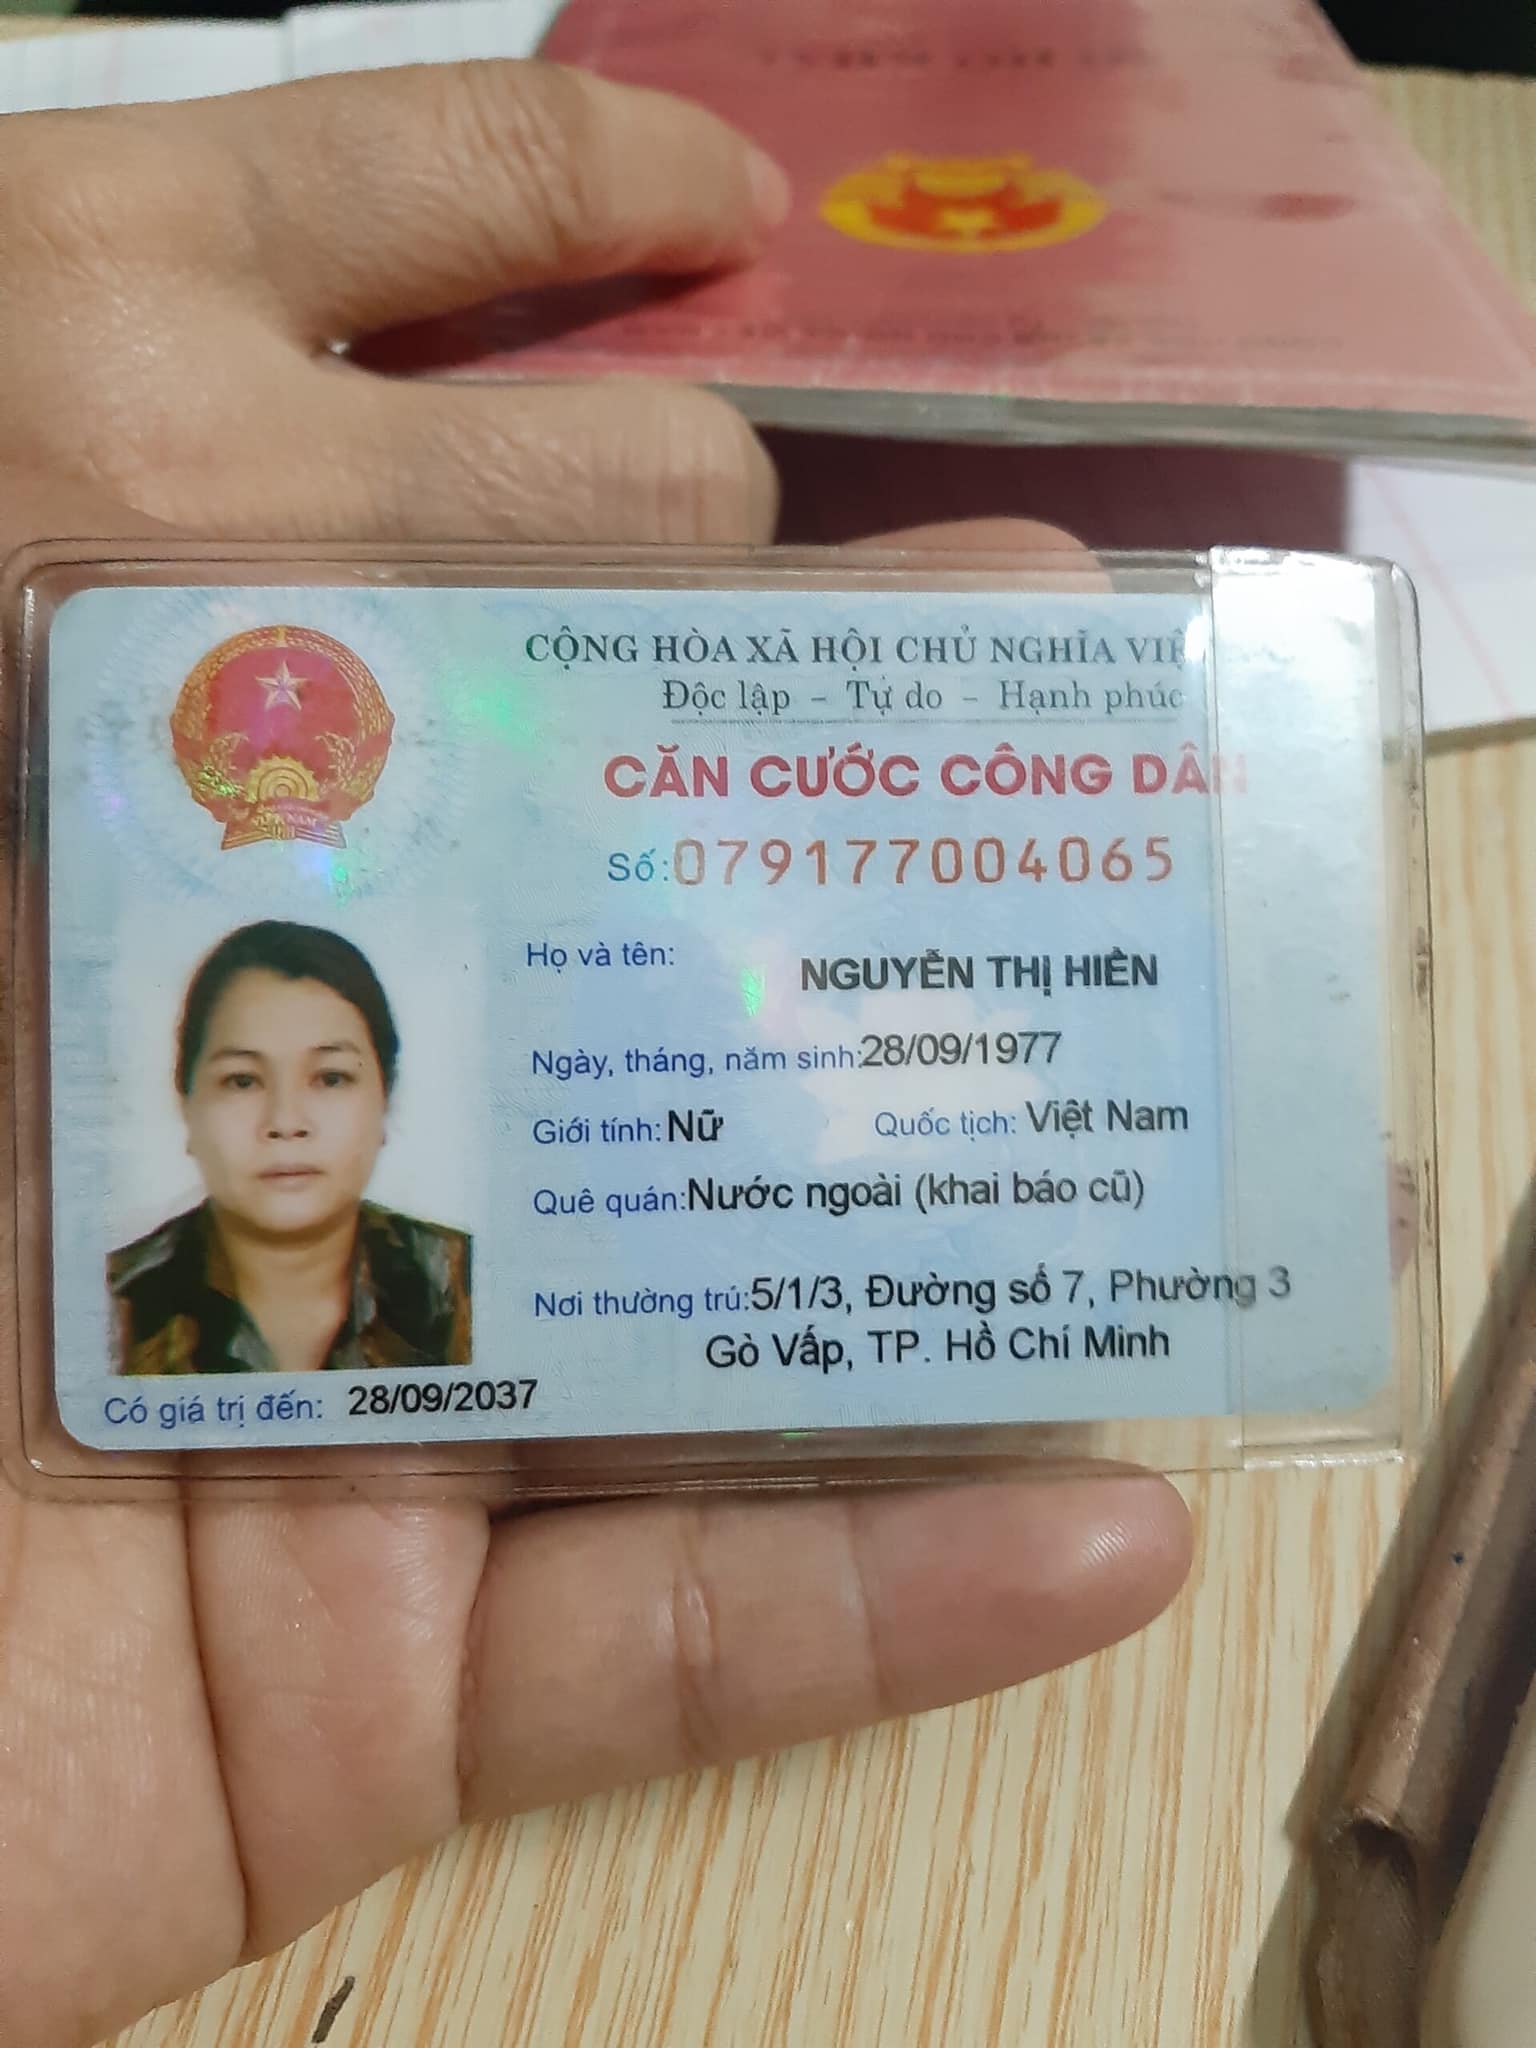 CỘNG HÒA XÃ HỘI CHỦ NGHĨA
Độc lập - Tự do - Hạnh phúc
CĂN CƯỚC CÔNG DÂN
Số: 079177004065
Họ và tên: NGUYỄN THỊ HIỀN
Ngày, tháng, năm sinh: 28/09/1977
Giới tính: Nữ Quốc tịch: Việt Nam
Quê quán: Nước ngoài (khai báo cũ)
Nơi thường trú: 5/1/3, Đường số 7, Phường 3
Gò Vấp, TP. Hồ Chí Minh
Có giá trị đến: 28/09/2037